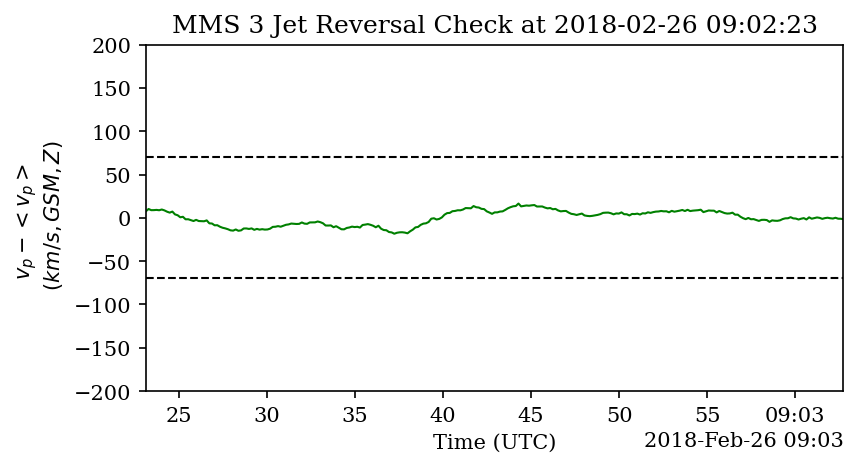 MMS 3 Jet Reversal Check at 2018-02-26 09:02:23
200
150
100
50
0
−50
−100
−150
−200
v_p − < v_p >
(km/s, GSM, Z)
25 30 35 40 45 50 55 09:03
Time (UTC)
2018-Feb-26 09:03